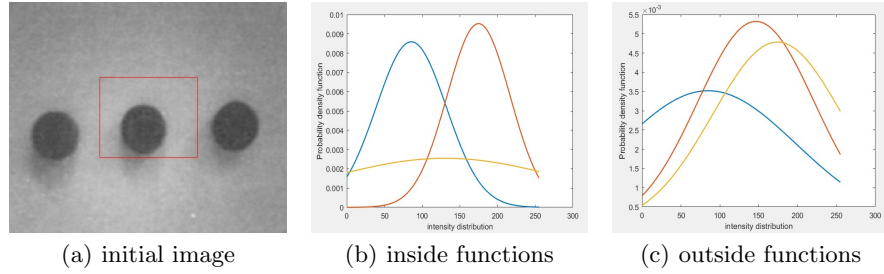 0.01
0.009
0.008
0.007
0.006
0.005
0.004
0.003
0.002
0.001
0
Probability density function
0 50 100 150 200 250 300
intensity distribution
×10⁻³
5.5
5
4.5
4
3.5
3
2.5
2
1.5
1
0.5
Probability density function
0 50 100 150 200 250 300
intensity distribution
(a) initial image
(b) inside functions
(c) outside functions